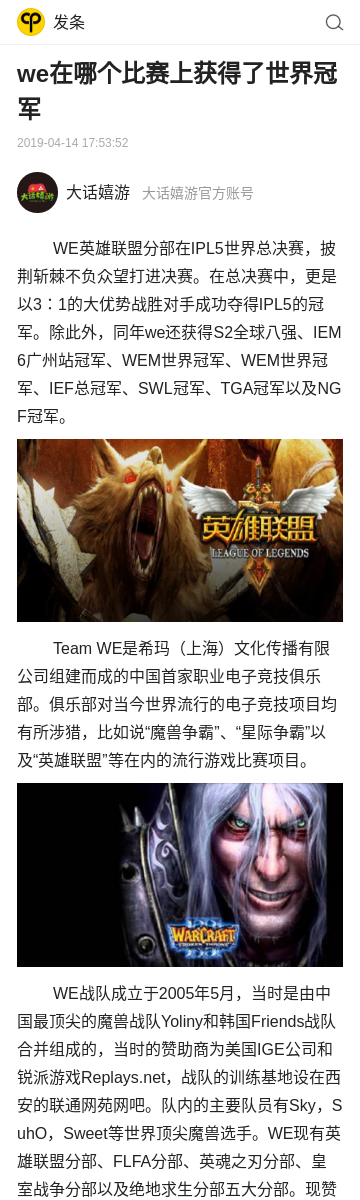 发条
we在哪个比赛上获得了世界冠
军
2019-04-14 17:53:52
大话嬉游
大话嬉游 大话嬉游官方账号
WE英雄联盟分部在IPL5世界总决赛，披
荆斩棘不负众望打进决赛。在总决赛中，更是
以3∶1的大优势战胜对手成功夺得IPL5的冠
军。除此外，同年we还获得S2全球八强、IEM
6广州站冠军、WEM世界冠军、WEM世界冠
军、IEF总冠军、SWL冠军、TGA冠军以及NG
F冠军。
英雄联盟
LEAGUE OF LEGENDS
Team WE是希玛（上海）文化传播有限
公司组建而成的中国首家职业电子竞技俱乐
部。俱乐部对当今世界流行的电子竞技项目均
有所涉猎，比如说“魔兽争霸”、“星际争霸”以
及“英雄联盟”等在内的流行游戏比赛项目。
WARCRAFT
FROZEN THRONE
WE战队成立于2005年5月，当时是由中
国最顶尖的魔兽战队Yoliny和韩国Friends战队
合并组成的，当时的赞助商为美国IGE公司和
锐派游戏Replays.net，战队的训练基地设在西
安的联通网苑网吧。队内的主要队员有Sky，S
uhO，Sweet等世界顶尖魔兽选手。WE现有英
雄联盟分部、FLFA分部、英魂之刃分部、皇
室战争分部以及绝地求生分部五大分部。现赞